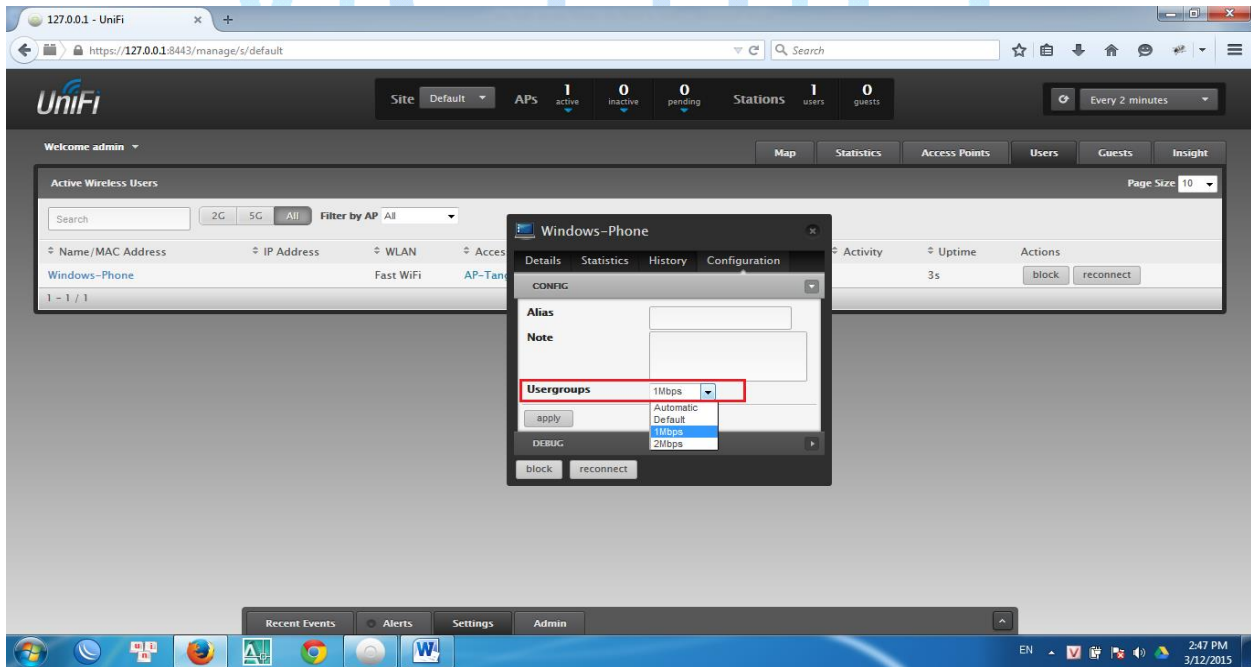 127.0.0.1 - UniFi
https://127.0.0.1:8443/manage/s/default
Search
UniFi
Site Default APs 1 active 0 inactive 0 pending Stations 1 users 0 guests
Every 2 minutes
Welcome admin
Map Statistics Access Points Users Guests Insight
Active Wireless Users
Page Size 10
Search 2G 5G All Filter by AP All
Name/MAC Address IP Address WLAN Acces Activity Uptime Actions
Windows-Phone Fast WiFi AP-Tang 3s block reconnect
1 - 1 / 1
Windows-Phone
Details Statistics History Configuration
CONFIG
Alias
Note
Usergroups 1Mbps
Automatic
Default
1Mbps
2Mbps
apply
DEBUG
block reconnect
Recent Events Alerts Settings Admin
EN
2:47 PM
3/12/2015